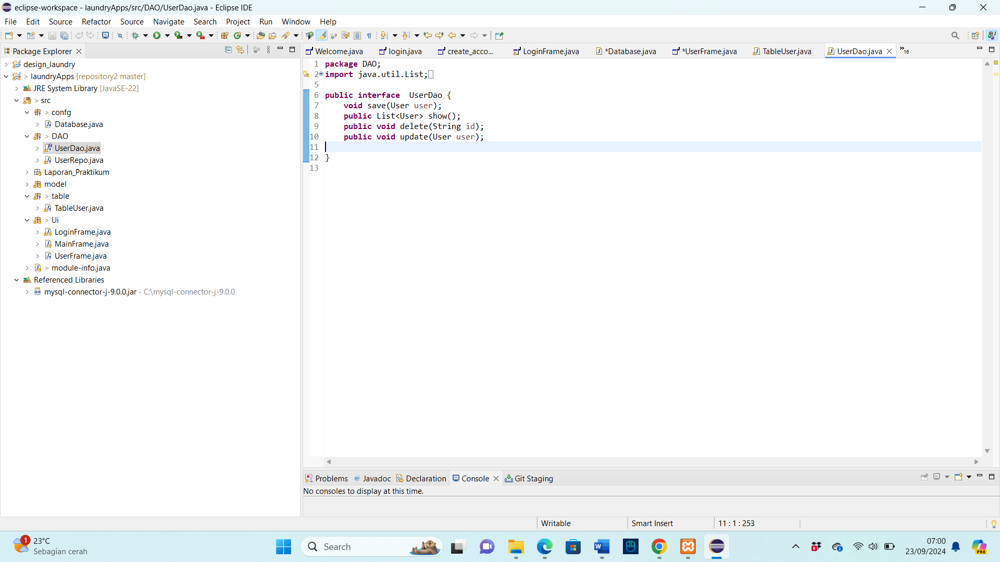 eclipse-workspace - laundryApps/src/DAO/UserDao.java - Eclipse IDE
File Edit Source Refactor Source Navigate Search Project Run Window Help
Package Explorer
design_laundry
> laundryApps [repository2 master]
JRE System Library [JavaSE-22]
> src
> confg
Database.java
> DAO
UserDao.java
UserRepo.java
Laporan_Praktikum
model
> table
TableUser.java
> Ui
LoginFrame.java
MainFrame.java
UserFrame.java
> module-info.java
Referenced Libraries
mysql-connector-j-9.0.0.jar - C:\mysql-connector-j-9.0.0
Welcome.java login.java create_acco... LoginFrame.java *Database.java *UserFrame.java TableUser.java UserDao.java »16
1 package DAO;
2 import java.util.List;
5
6 public interface  UserDao {
7     void save(User user);
8     public List<User> show();
9     public void delete(String id);
10     public void update(User user);
11
12 }
13
Problems @ Javadoc Declaration Console Git Staging
No consoles to display at this time.
Writable Smart Insert 11 : 1 : 253
1
23°C
Sebagian cerah
Search
6
07:00
23/09/2024
PRE